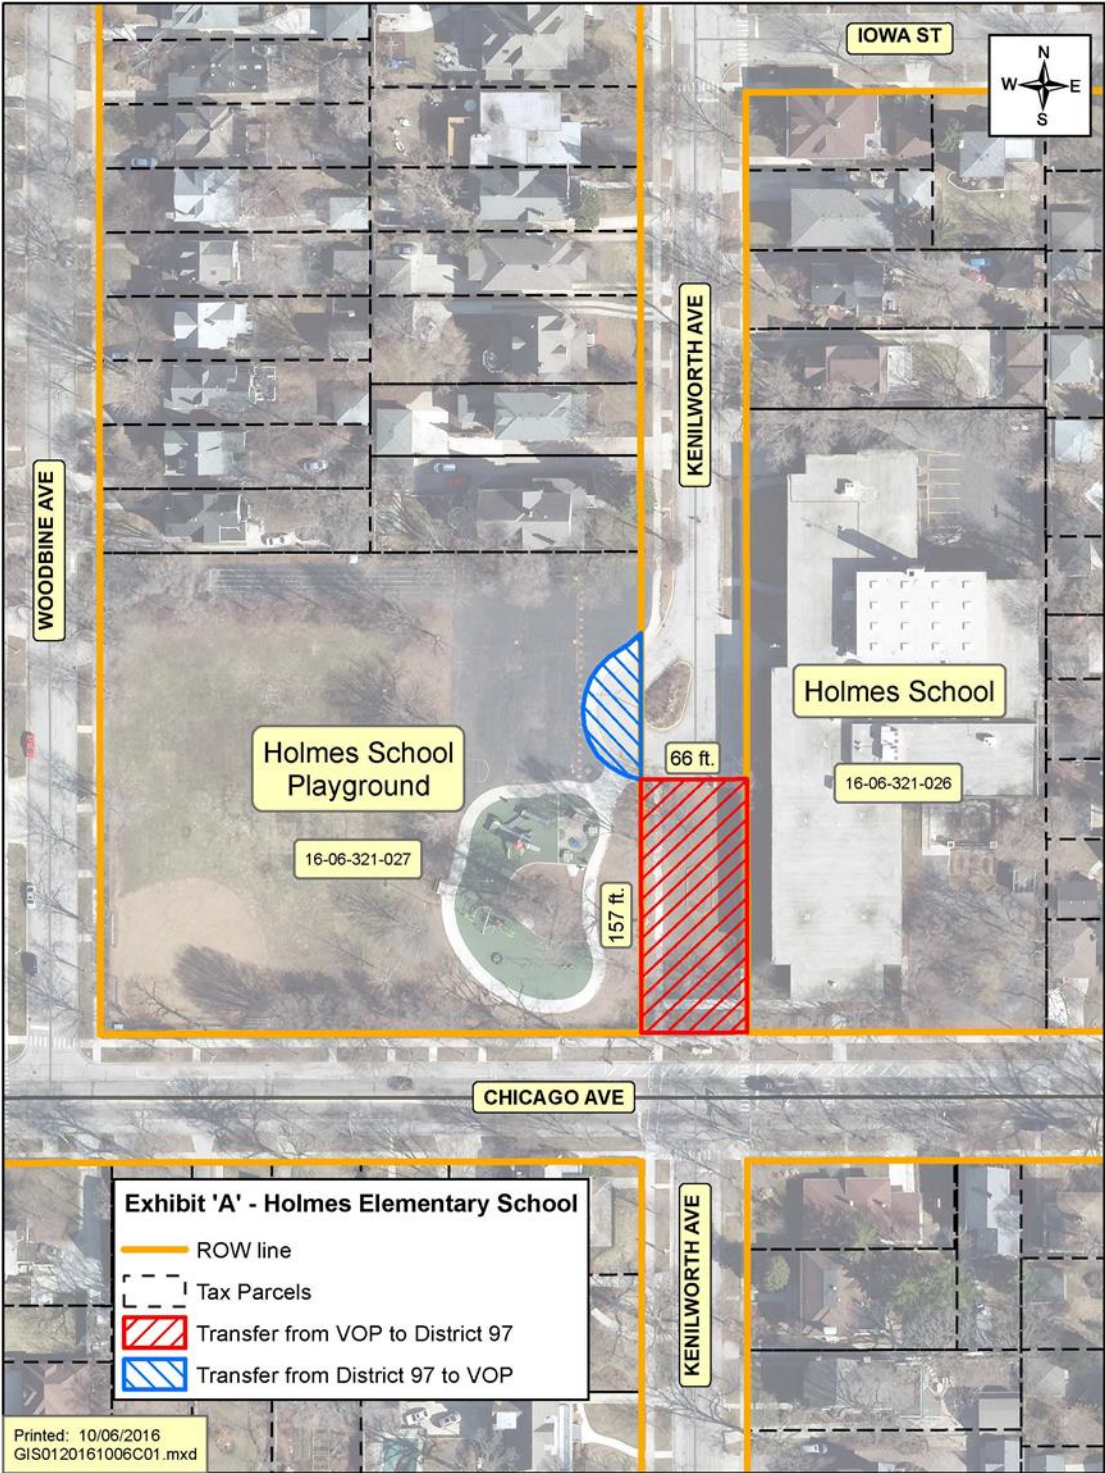 IOWA ST
N
W E
S
KENILWORTH AVE
WOODBINE AVE
Holmes School
Holmes School
Playground
66 ft.
16-06-321-026
16-06-321-027
157 ft.
CHICAGO AVE
KENILWORTH AVE
Exhibit 'A' - Holmes Elementary School
ROW line
Tax Parcels
Transfer from VOP to District 97
Transfer from District 97 to VOP
Printed: 10/06/2016
GIS0120161006C01.mxd